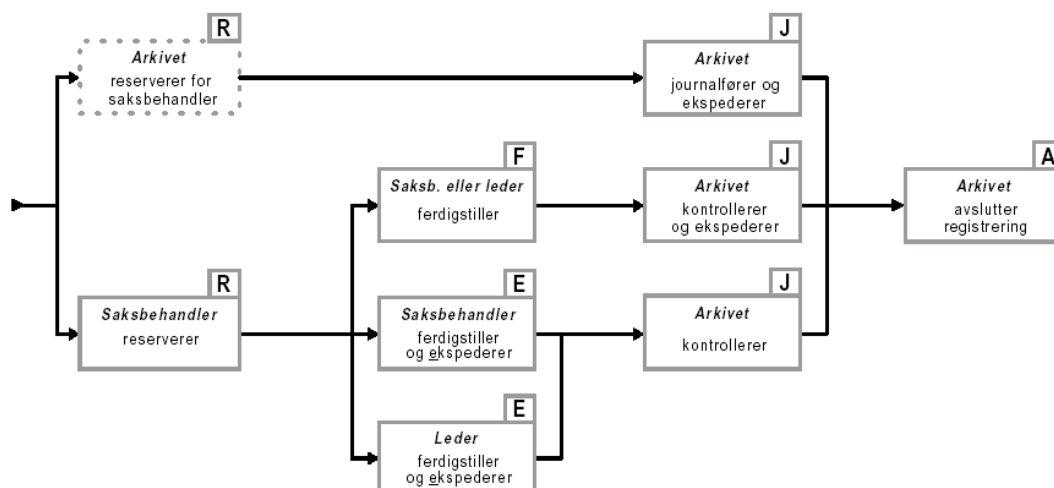 R
Arkivet
reserverer for
saksbehandler
J
Arkivet
journalfører og
ekspederer
F
Saksb. eller leder
ferdigstiller
J
Arkivet
kontrollerer
og ekspederer
A
Arkivet
avslutter
registrering
R
Saksbehandler
reserverer
E
Saksbehandler
ferdigstiller
og ekspederer
J
Arkivet
kontrollerer
E
Leder
ferdigstiller
og ekspederer